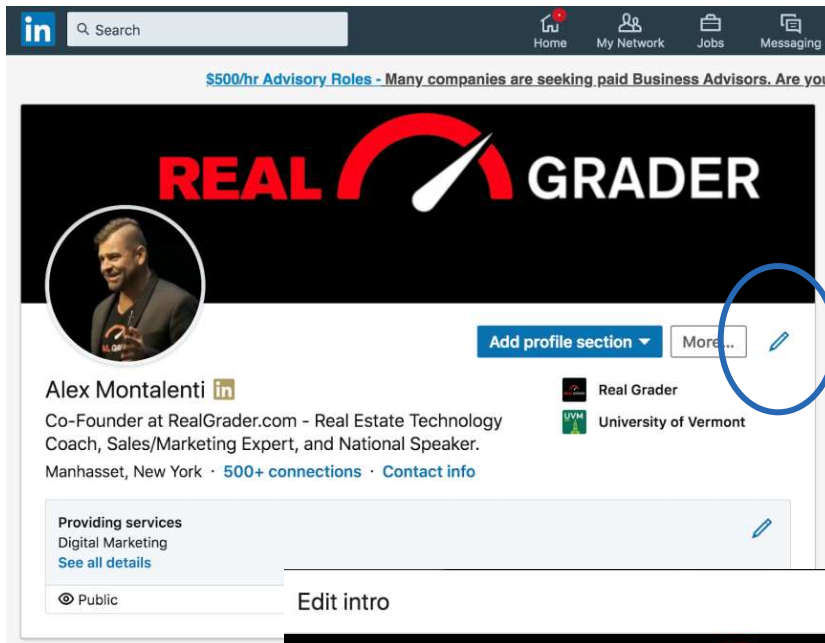 in Search
Home My Network Jobs Messaging
$500/hr Advisory Roles - Many companies are seeking paid Business Advisors. Are you
REAL GRADER
Add profile section More...
Alex Montalenti in
Real Grader
Co-Founder at RealGrader.com - Real Estate Technology
Coach, Sales/Marketing Expert, and National Speaker.
UVM University of Vermont
Manhasset, New York · 500+ connections · Contact info
Providing services
Digital Marketing
See all details
Public
Edit intro